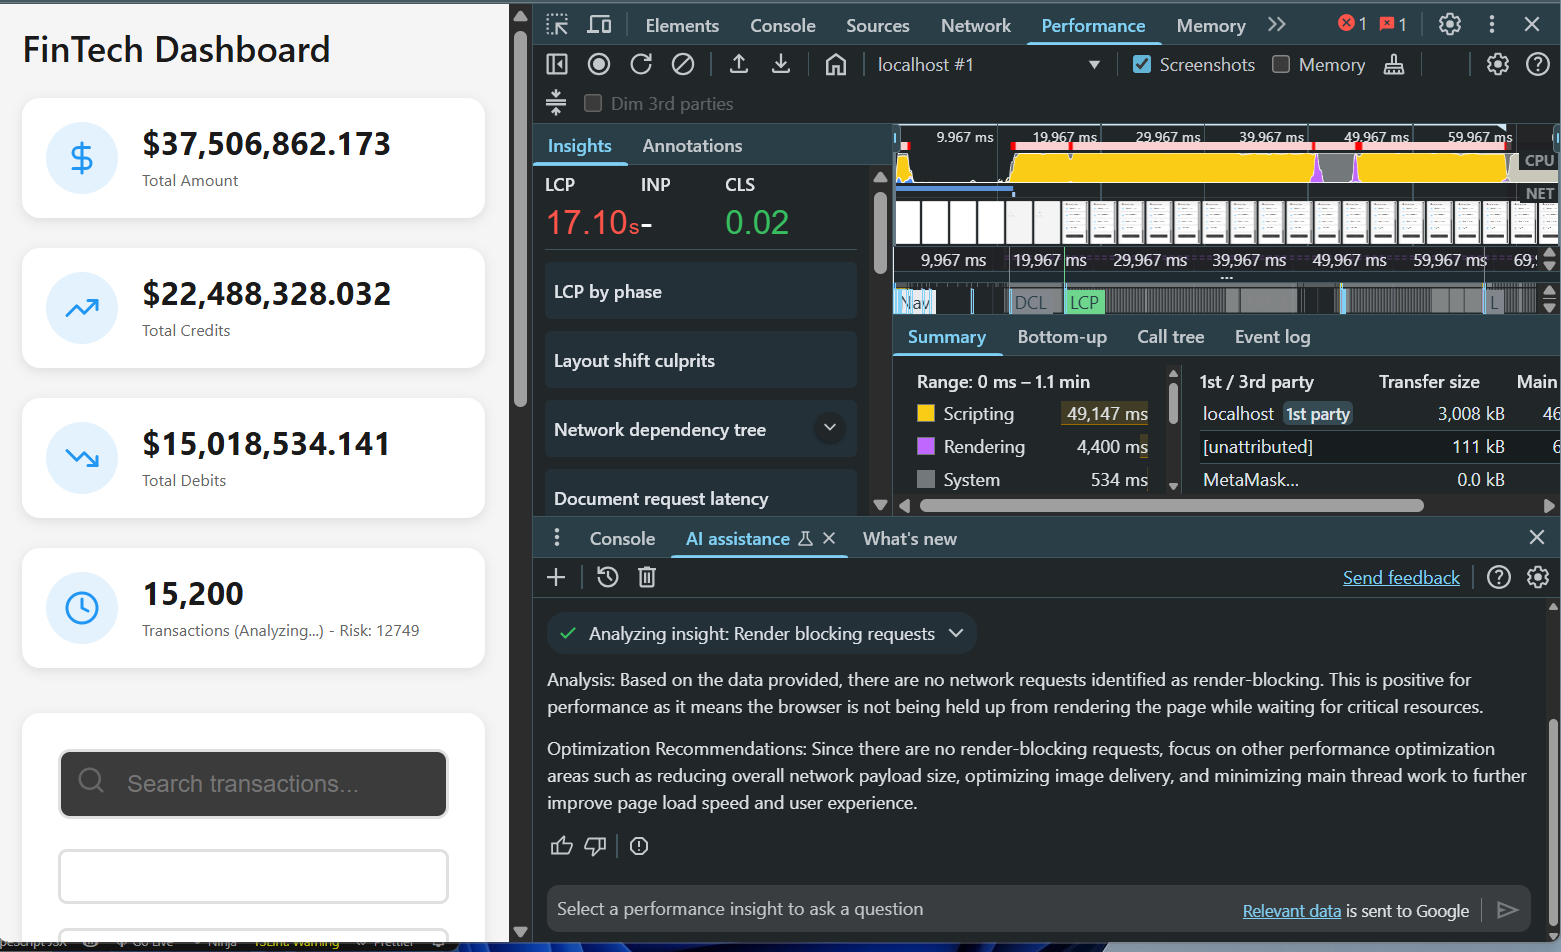 FinTech Dashboard
$37,506,862.173
Total Amount
$22,488,328.032
Total Credits
$15,018,534.141
Total Debits
15,200
Transactions (Analyzing...) - Risk: 12749
Search transactions...
Go Live
Ninja
Prettier
Elements
Console
Sources
Network
Performance
Memory
1
1
localhost #1
Screenshots
Memory
Dim 3rd parties
Insights
Annotations
LCP
INP
CLS
17.10s
-
0.02
LCP by phase
Layout shift culprits
Network dependency tree
Document request latency
9.967 ms
19.967 ms
29.967 ms
39.967 ms
49.967 ms
59.967 ms
CPU
NET
9,967 ms
19,967 ms
29,967 ms
39,967 ms
49,967 ms
59,967 ms
69,
...
Nav
DCL
LCP
L
Summary
Bottom-up
Call tree
Event log
Range: 0 ms – 1.1 min
Scripting 49,147 ms
Rendering 4,400 ms
System 534 ms
1st / 3rd party Transfer size Main
localhost 1st party 3,008 kB 46
[unattributed] 111 kB 6
MetaMask... 0.0 kB
Console
AI assistance
What's new
Send feedback
Analyzing insight: Render blocking requests
Analysis: Based on the data provided, there are no network requests identified as render-blocking. This is positive for
performance as it means the browser is not being held up from rendering the page while waiting for critical resources.
Optimization Recommendations: Since there are no render-blocking requests, focus on other performance optimization
areas such as reducing overall network payload size, optimizing image delivery, and minimizing main thread work to further
improve page load speed and user experience.
Select a performance insight to ask a question
Relevant data is sent to Google